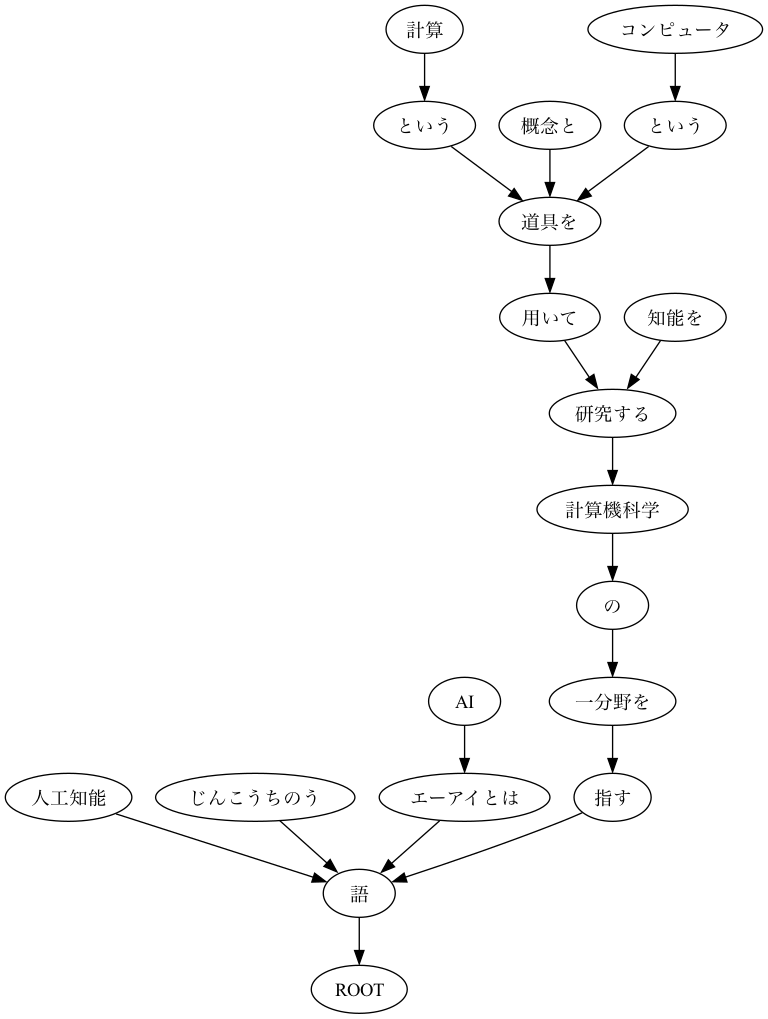 計算 コンピュータ
という 概念と という
道具を
用いて 知能を
研究する
計算機科学
の
AI 一分野を
人工知能 じんこうちのう エーアイとは 指す
語
ROOT